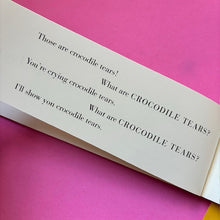 Those are crocodile tears!
What are CROCODILE TEARS?
You're crying crocodile tears.
What are CROCODILE TEARS?
I'll show you crocodile tears.